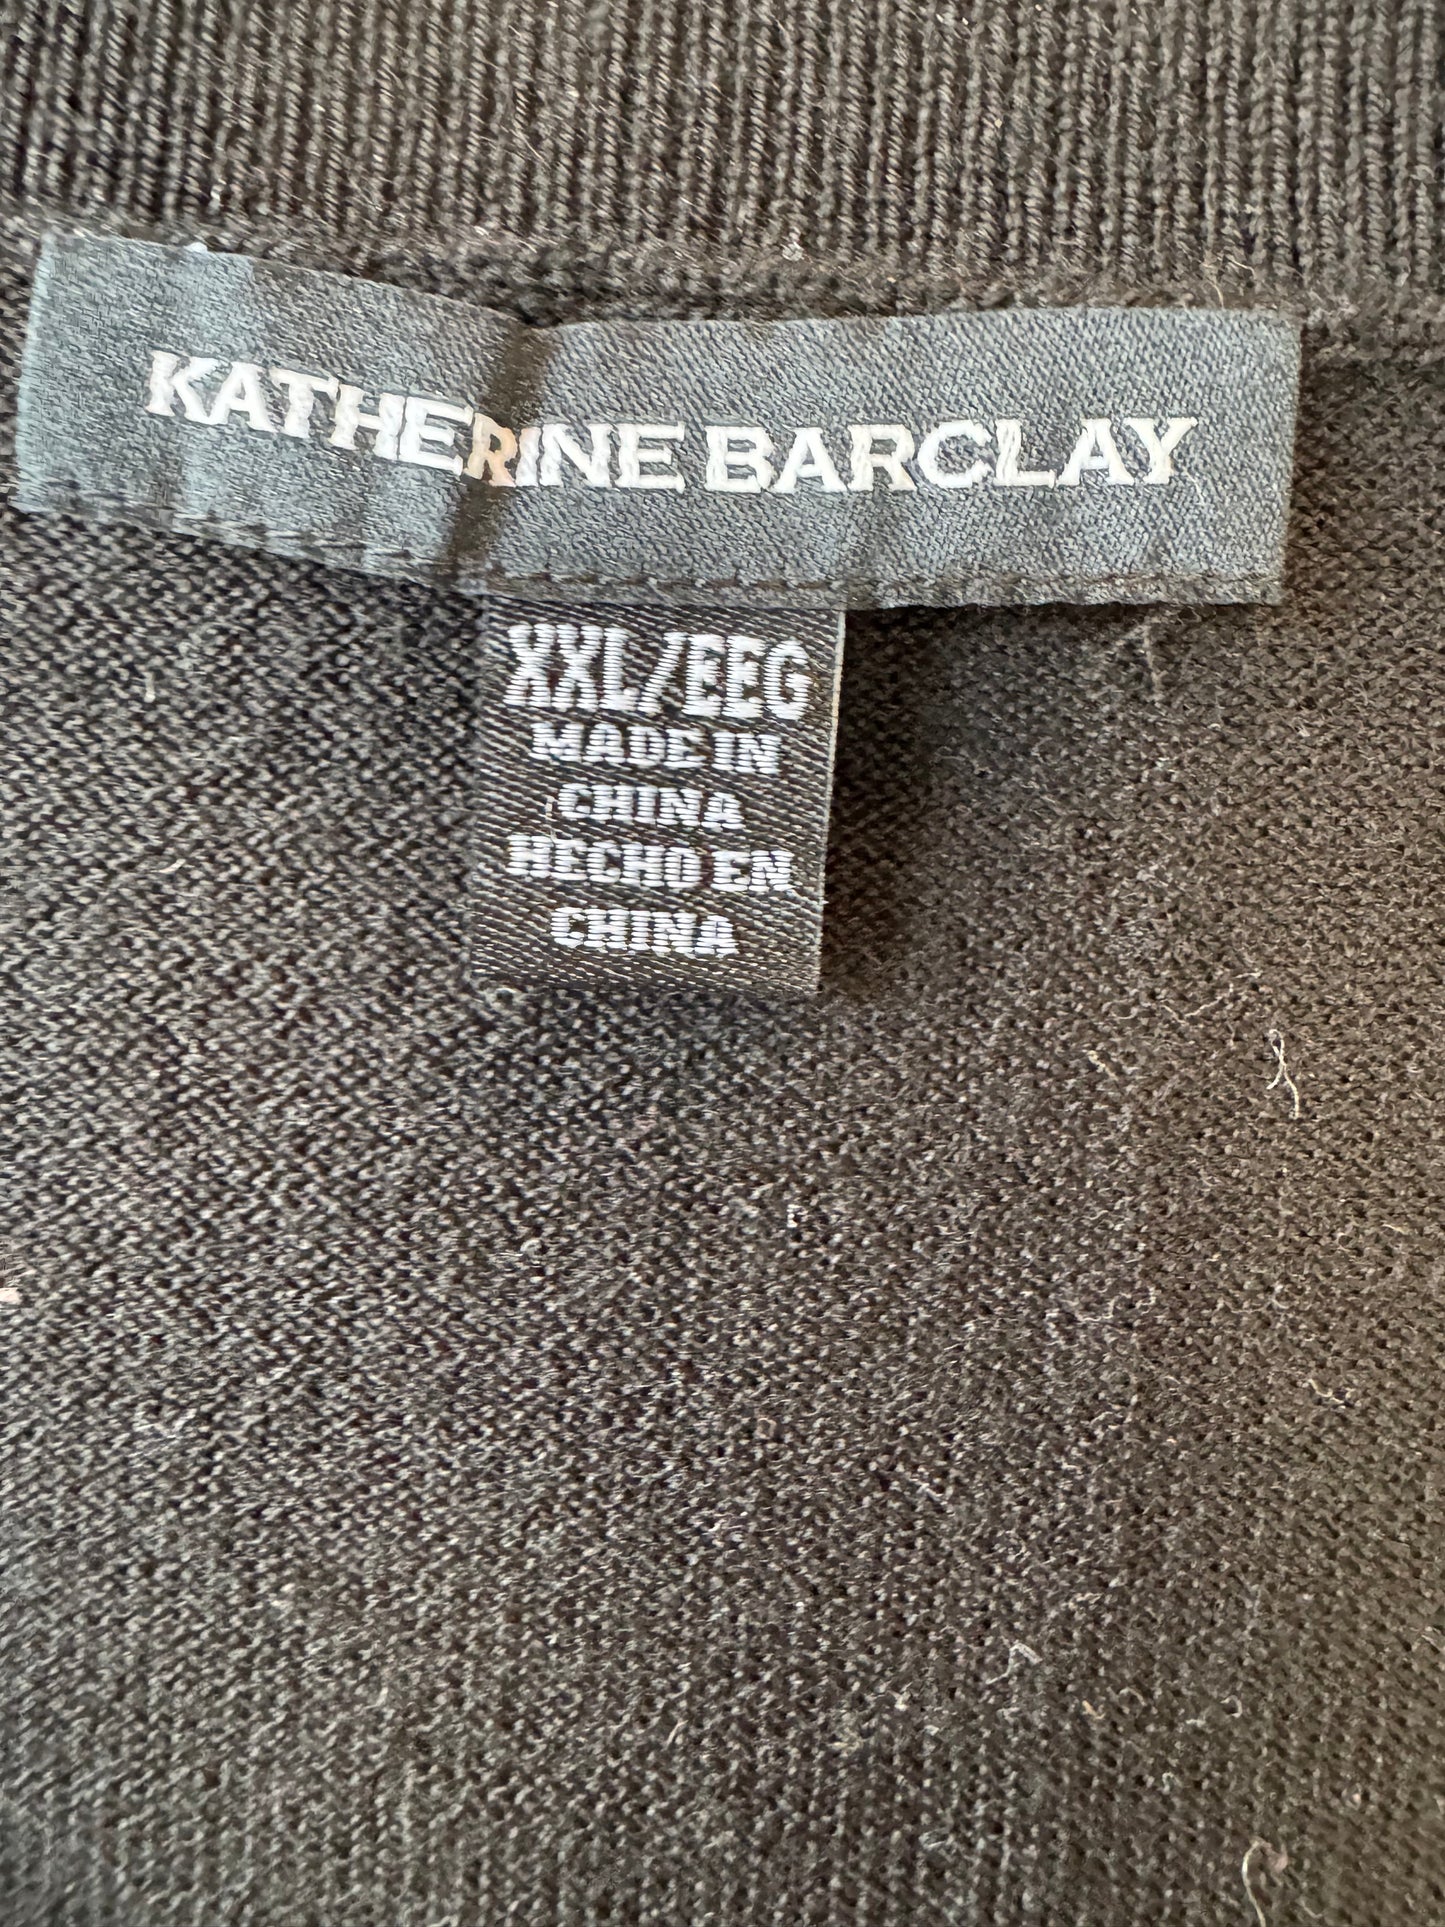 KATHERINE BARCLAY
XXL/EEG
MADE IN
CHINA
HECHO EN
CHINA